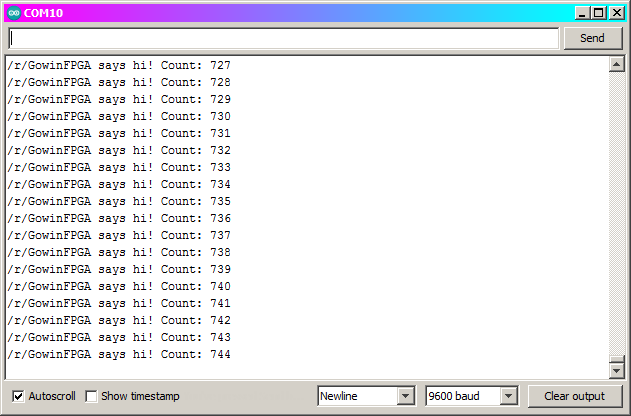 COM10
Send
/r/GowinFPGA says hi! Count: 727
/r/GowinFPGA says hi! Count: 728
/r/GowinFPGA says hi! Count: 729
/r/GowinFPGA says hi! Count: 730
/r/GowinFPGA says hi! Count: 731
/r/GowinFPGA says hi! Count: 732
/r/GowinFPGA says hi! Count: 733
/r/GowinFPGA says hi! Count: 734
/r/GowinFPGA says hi! Count: 735
/r/GowinFPGA says hi! Count: 736
/r/GowinFPGA says hi! Count: 737
/r/GowinFPGA says hi! Count: 738
/r/GowinFPGA says hi! Count: 739
/r/GowinFPGA says hi! Count: 740
/r/GowinFPGA says hi! Count: 741
/r/GowinFPGA says hi! Count: 742
/r/GowinFPGA says hi! Count: 743
/r/GowinFPGA says hi! Count: 744
Autoscroll Show timestamp Newline 9600 baud Clear output